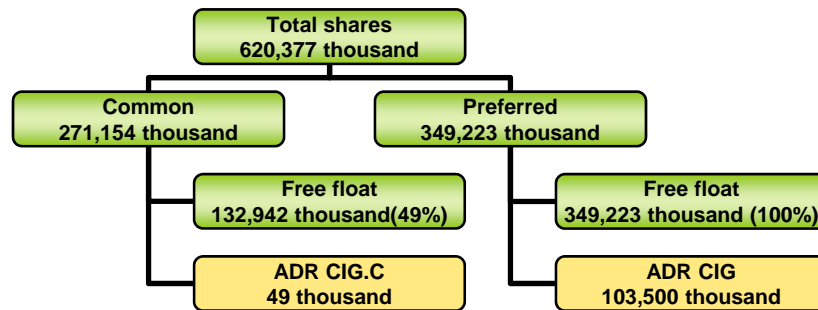 Total shares
620,377 thousand
Common
271,154 thousand
Preferred
349,223 thousand
Free float
132,942 thousand(49%)
Free float
349,223 thousand (100%)
ADR CIG.C
49 thousand
ADR CIG
103,500 thousand